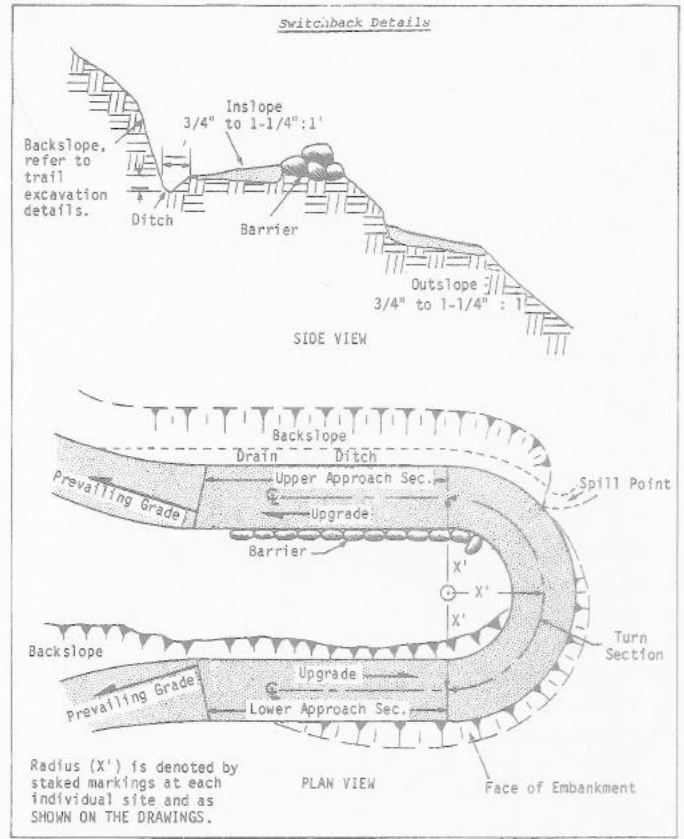 Switchback Details
Inslope
3/4" to 1-1/4":1'
Backslope,
refer to
trail
excavation
details.
Ditch
Barrier
Outslope
3/4" to 1-1/4" : 1
SIDE VIEW
Backslope
Drain Ditch
Spill Point
Prevailing Grade
Upper Approach Sec.
Upgrade
Barrier
X'
X'
X'
Turn
Section
Backslope
Upgrade
Prevailing Grade
Lower Approach Sec.
Radius (X') is denoted by
staked markings at each
individual site and as
SHOWN ON THE DRAWINGS.
PLAN VIEW
Face of Embankment